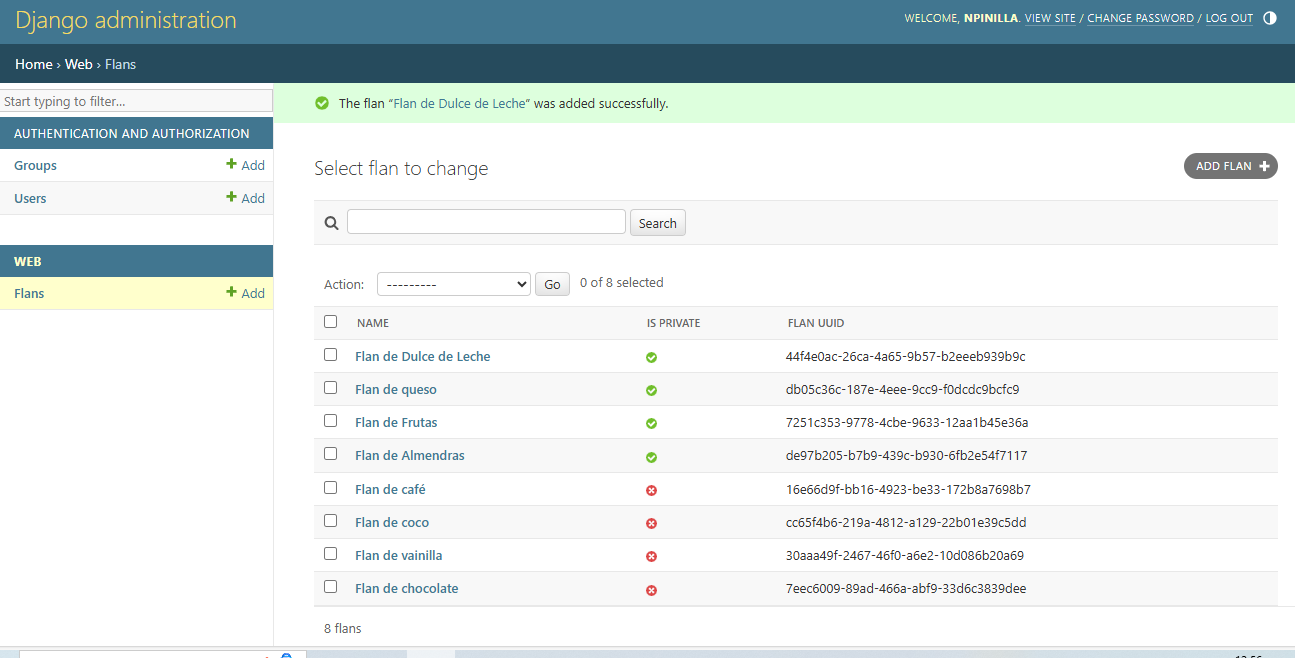 Django administration
WELCOME, NPINILLA. VIEW SITE / CHANGE PASSWORD / LOG OUT
Home › Web › Flans
Start typing to filter...
AUTHENTICATION AND AUTHORIZATION
Groups Add
Users Add
WEB
Flans Add
The flan “Flan de Dulce de Leche” was added successfully.
Select flan to change
ADD FLAN
Search
Action: --------- Go 0 of 8 selected
NAME IS PRIVATE FLAN UUID
Flan de Dulce de Leche 44f4e0ac-26ca-4a65-9b57-b2eeeb939b9c
Flan de queso db05c36c-187e-4eee-9cc9-f0dcdc9bcfc9
Flan de Frutas 7251c353-9778-4cbe-9633-12aa1b45e36a
Flan de Almendras de97b205-b7b9-439c-b930-6fb2e54f7117
Flan de café 16e66d9f-bb16-4923-be33-172b8a7698b7
Flan de coco cc65f4b6-219a-4812-a129-22b01e39c5dd
Flan de vainilla 30aaa49f-2467-46f0-a6e2-10d086b20a69
Flan de chocolate 7eec6009-89ad-466a-abf9-33d6c3839dee
8 flans